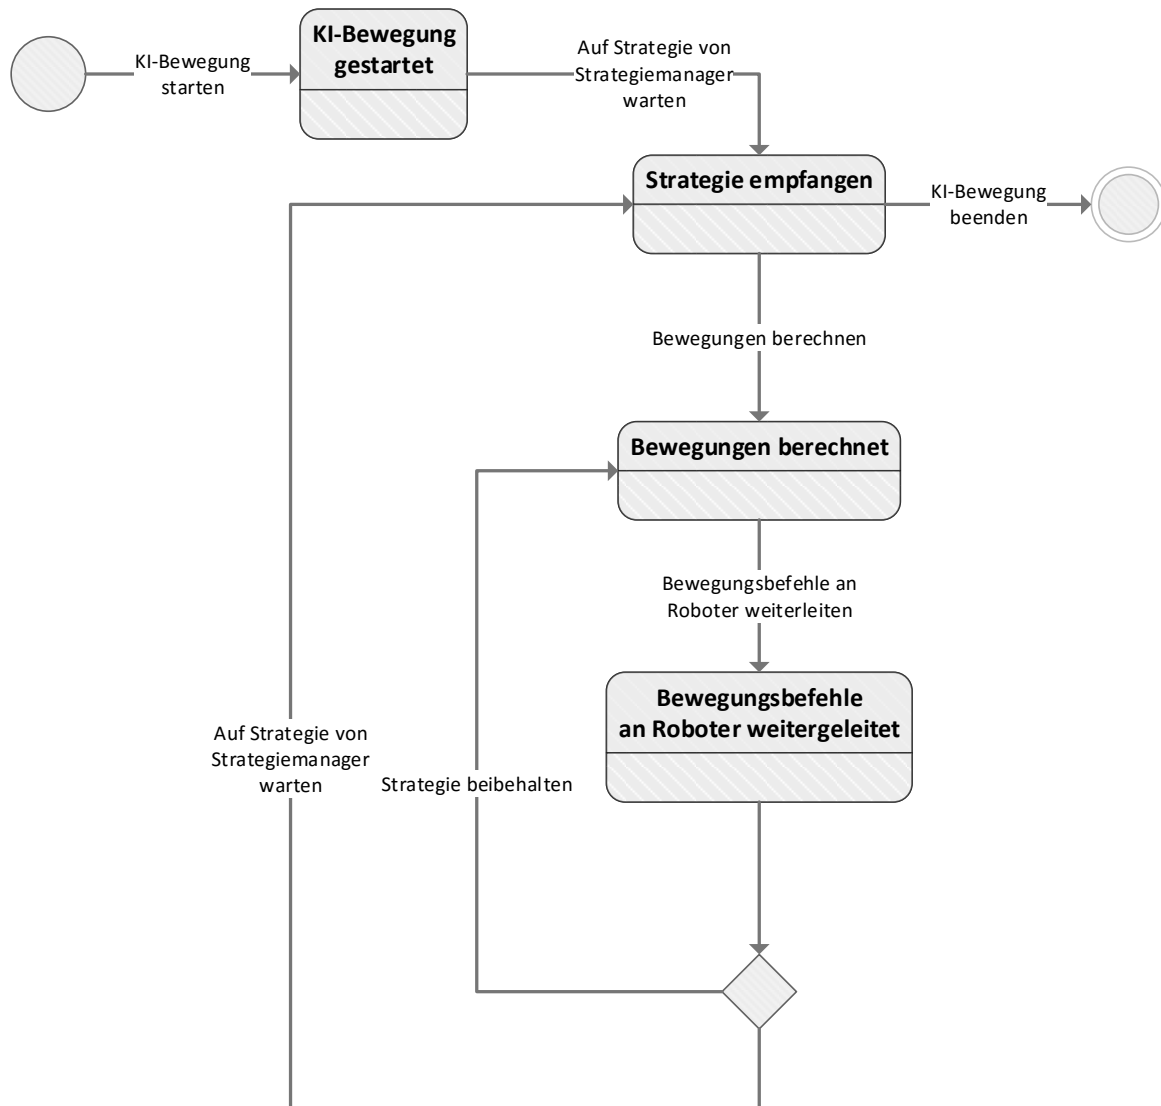 KI-Bewegung
starten
KI-Bewegung
gestartet
Auf Strategie von
Strategiemanager
warten
Strategie empfangen
KI-Bewegung
beenden
Bewegungen berechnen
Bewegungen berechnet
Bewegungsbefehle an
Roboter weiterleiten
Bewegungsbefehle
an Roboter weitergeleitet
Auf Strategie von
Strategiemanager
warten
Strategie beibehalten